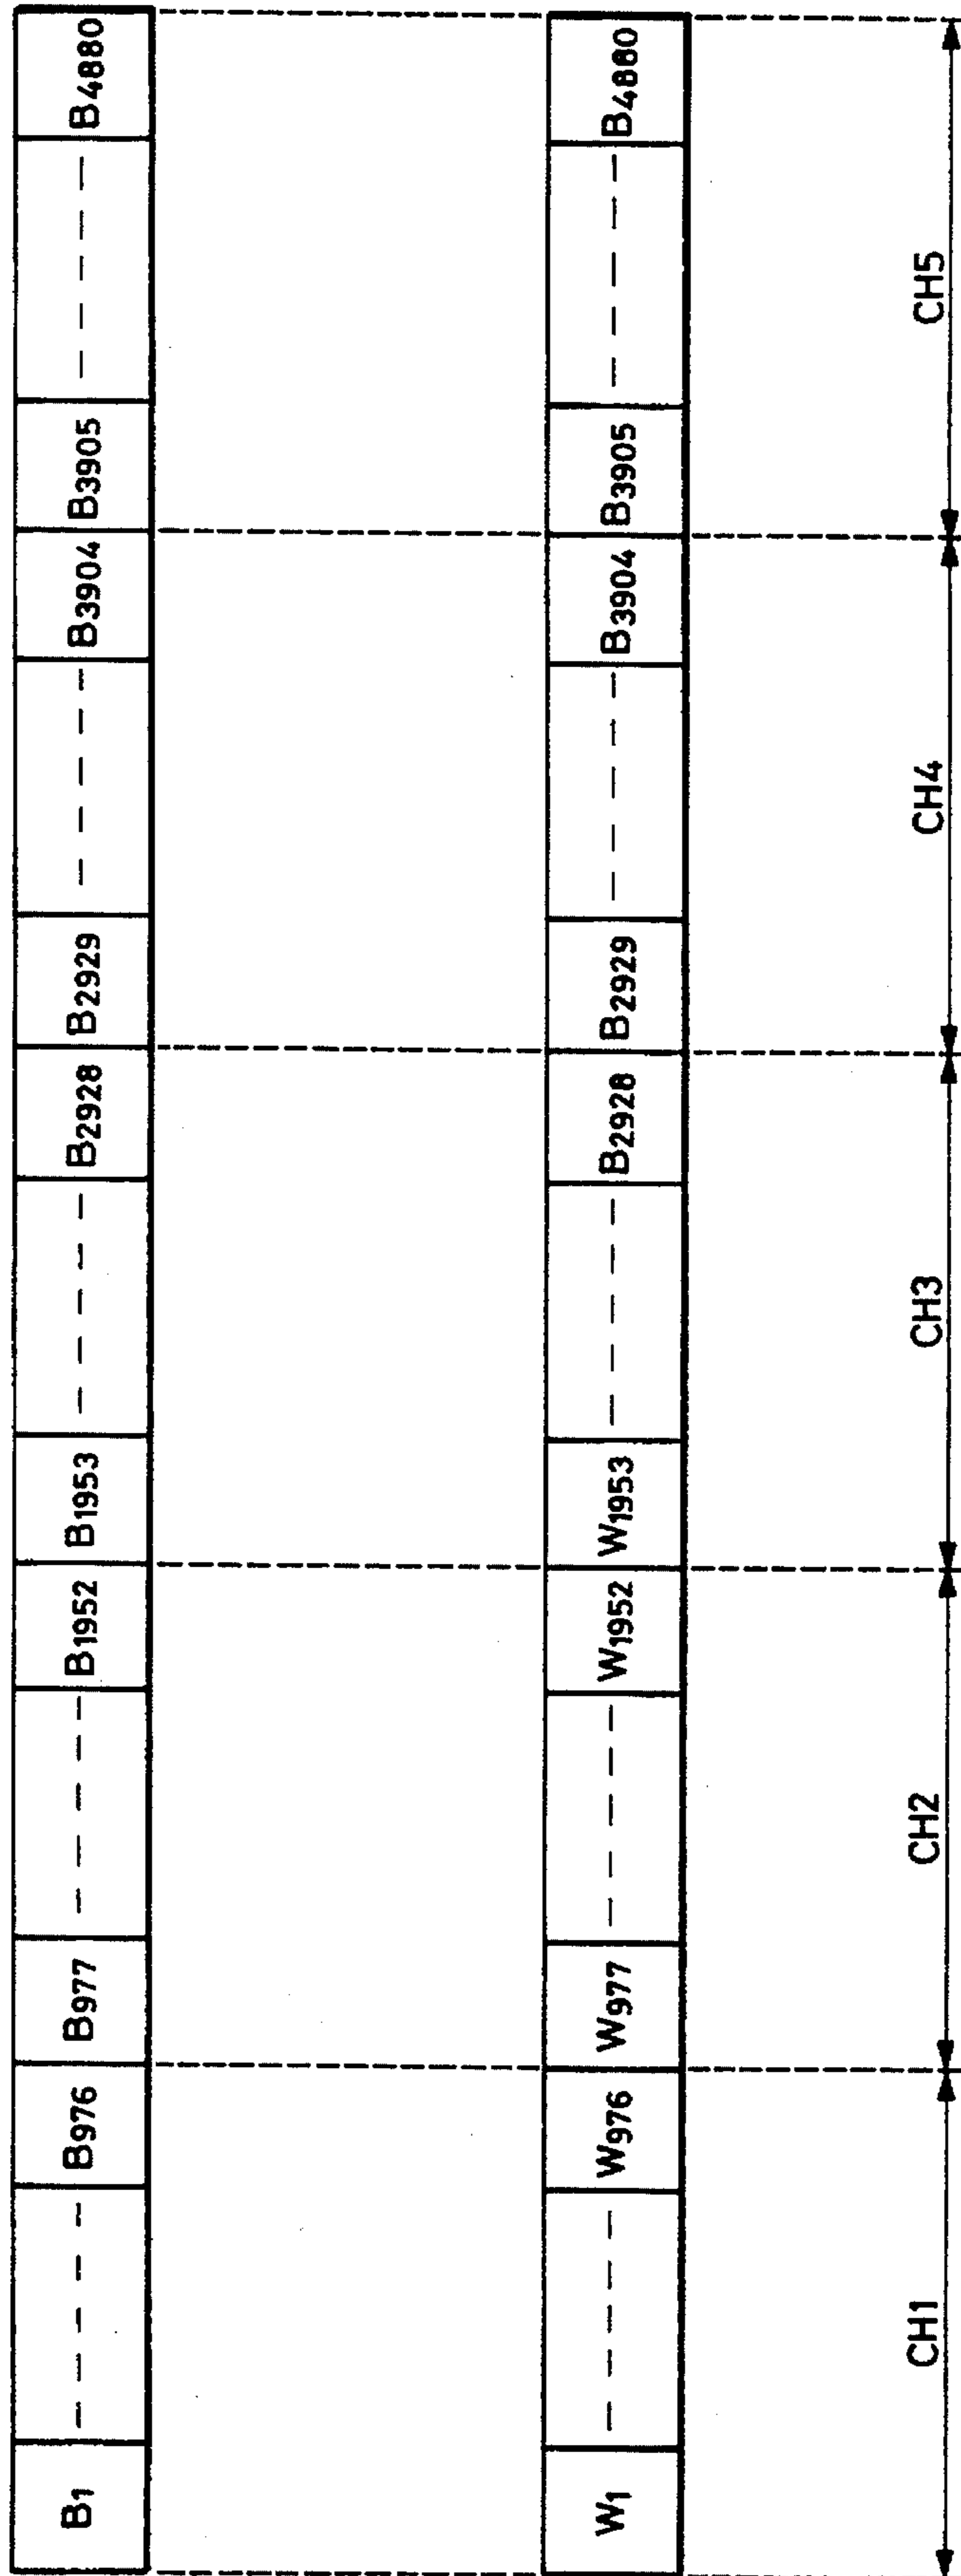 B1 — — — — — B976 B977 — — — — — B1952 B1953 — — — — — B2928 B2929 — — — — — B3904 B3905 — — — — — B4880
W1 — — — — — W976 W977 — — — — — W1952 W1953 — — — — — B2928 B2929 — — — — — B3904 B3905 — — — — — B4880
CH1 CH2 CH3 CH4 CH5